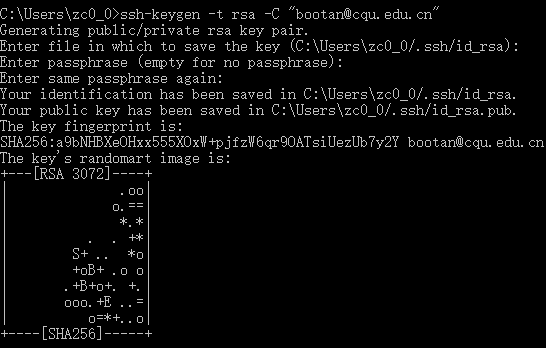 C:\Users\zc0_0>ssh-keygen -t rsa -C "bootan@cqu.edu.cn"
Generating public/private rsa key pair.
Enter file in which to save the key (C:\Users\zc0_0/.ssh/id_rsa):
Enter passphrase (empty for no passphrase):
Enter same passphrase again:
Your identification has been saved in C:\Users\zc0_0/.ssh/id_rsa.
Your public key has been saved in C:\Users\zc0_0/.ssh/id_rsa.pub.
The key fingerprint is:
SHA256:a9bNHBXeOHxx555XOxW+pjfzW6qr9OATsiUezUb7y2Y bootan@cqu.edu.cn
The key's randomart image is:
+---[RSA 3072]----+
|              .oo|
|             o.==|
|              *.*|
|          .  . +*|
|        S+ ..  *o|
|        +oB+ .o o|
|       .+B+o+. +.|
|       ooo.+E ..=|
|          o=*+..o|
+----[SHA256]-----+